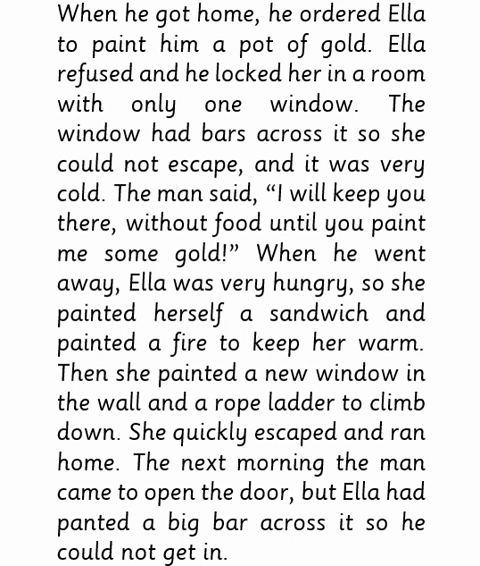 When he got home, he ordered Ella
to paint him a pot of gold. Ella
refused and he locked her in a room
with only one window. The
window had bars across it so she
could not escape, and it was very
cold. The man said, “I will keep you
there, without food until you paint
me some gold!” When he went
away, Ella was very hungry, so she
painted herself a sandwich and
painted a fire to keep her warm.
Then she painted a new window in
the wall and a rope ladder to climb
down. She quickly escaped and ran
home. The next morning the man
came to open the door, but Ella had
panted a big bar across it so he
could not get in.